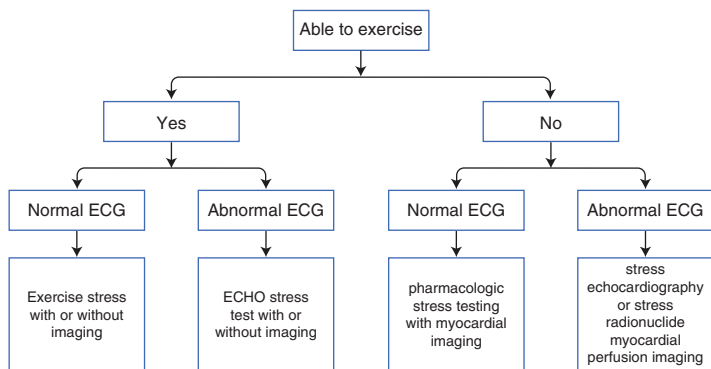 Able to exercise
Yes
No
Normal ECG
Abnormal ECG
Normal ECG
Abnormal ECG
Exercise stress
with or without
imaging
ECHO stress
test with or
without imaging
pharmacologic
stress testing
with myocardial
imaging
stress
echocardiography
or stress
radionuclide
myocardial
perfusion imaging